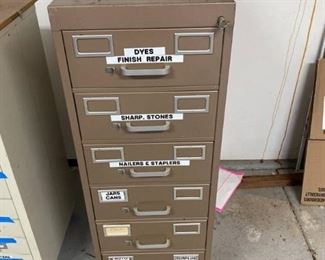 DYES
FINISH REPAIR
SHARP. STONES
NAILERS & STAPLERS
JARS
CANS